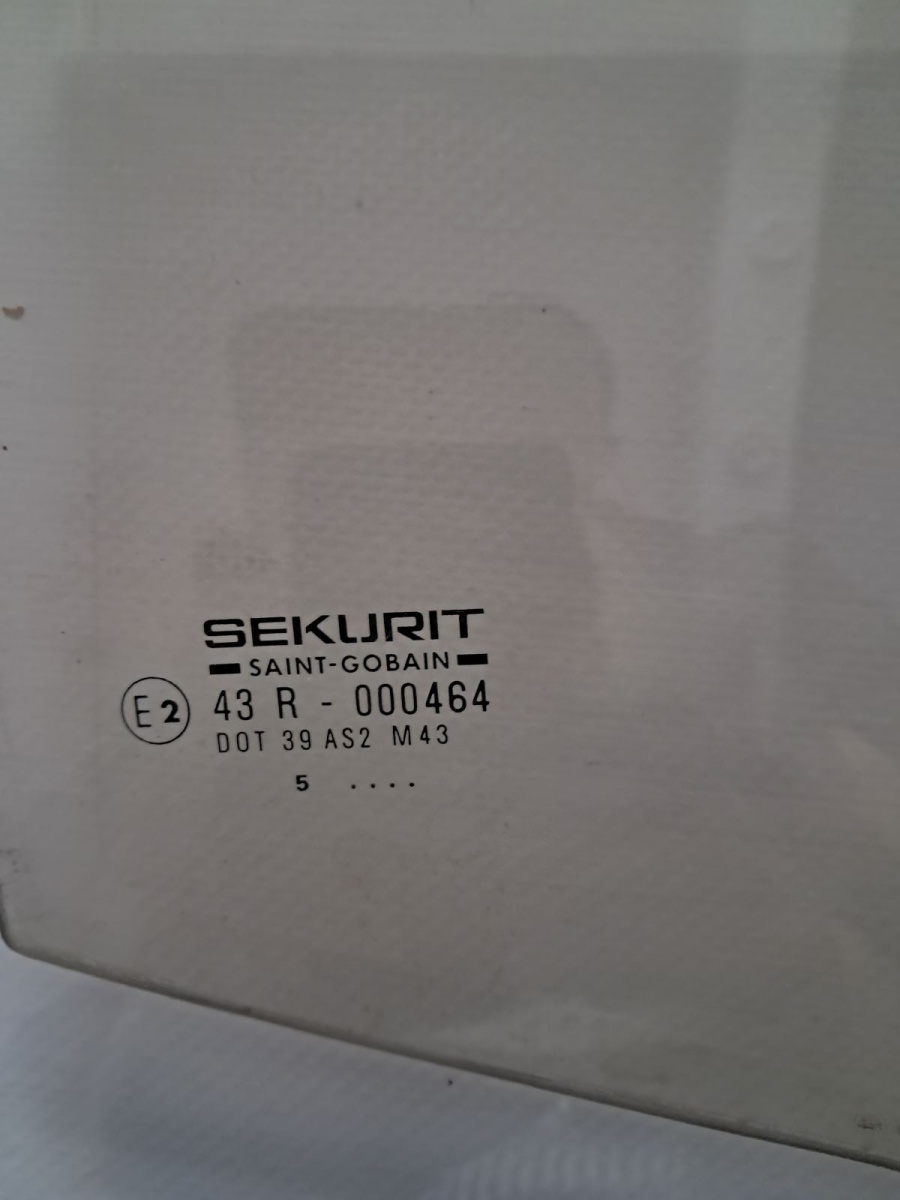 SEKURIT
SAINT-GOBAIN
E2 43 R - 000464
DOT 39 AS2 M43
5 ....